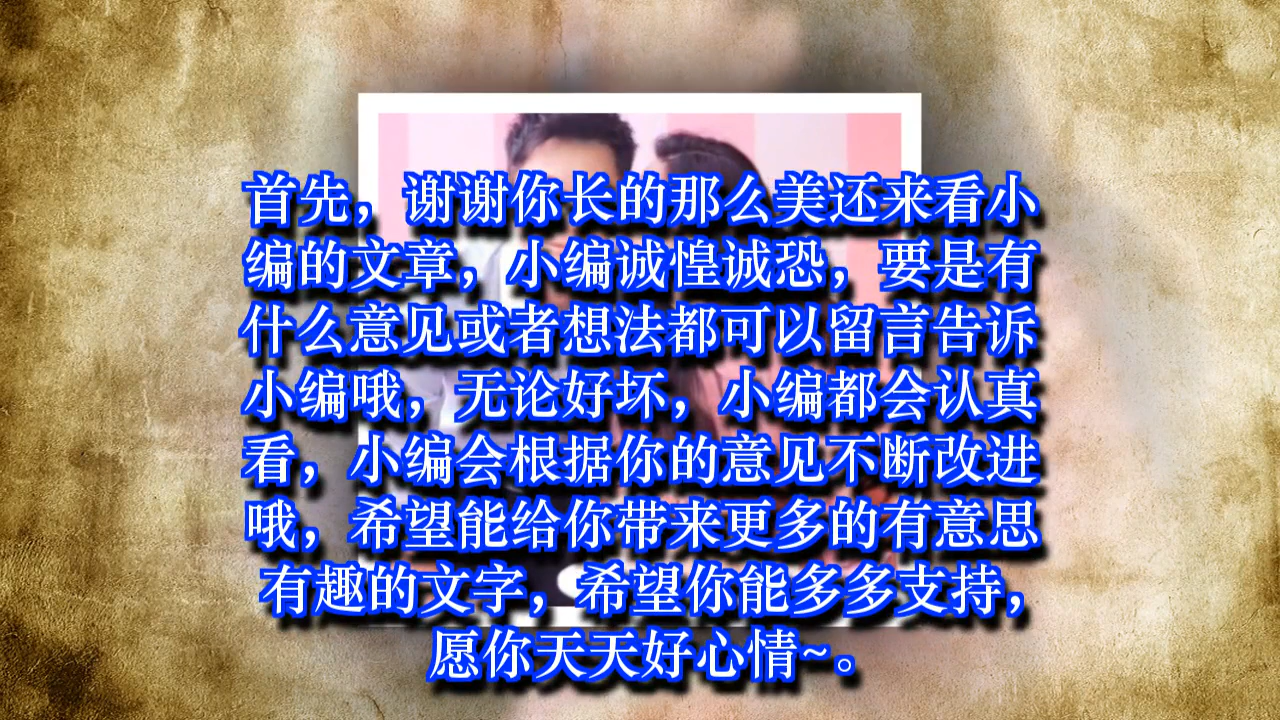 首先，谢谢你长的那么美还来看小
编的文章，小编诚惶诚恐，要是有
什么意见或者想法都可以留言告诉
小编哦，无论好坏，小编都会认真
看，小编会根据你的意见不断改进
哦，希望能给你带来更多的有意思
有趣的文字，希望你能多多支持，
愿你天天好心情~。